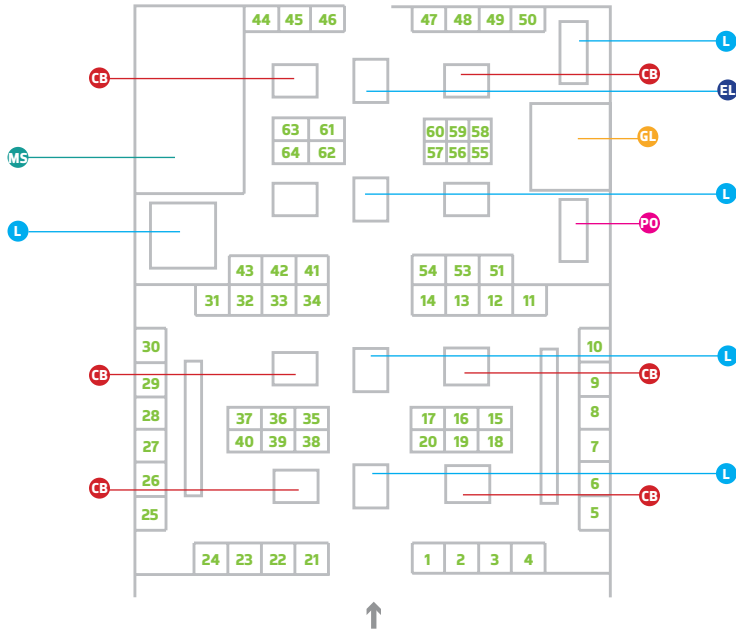 44 45 46
47 48 49 50
L
CB
CB
EL
63 61
60 59 58
GL
64 62
57 56 55
MS
L
PO
L
43 42 41
54 53 51
31 32 33 34
14 13 12 11
30
10
L
CB
CB
29
9
28
8
37 36 35
17 16 15
40 39 38
20 19 18
27
7
L
26
6
CB
CB
25
5
24 23 22 21
1 2 3 4